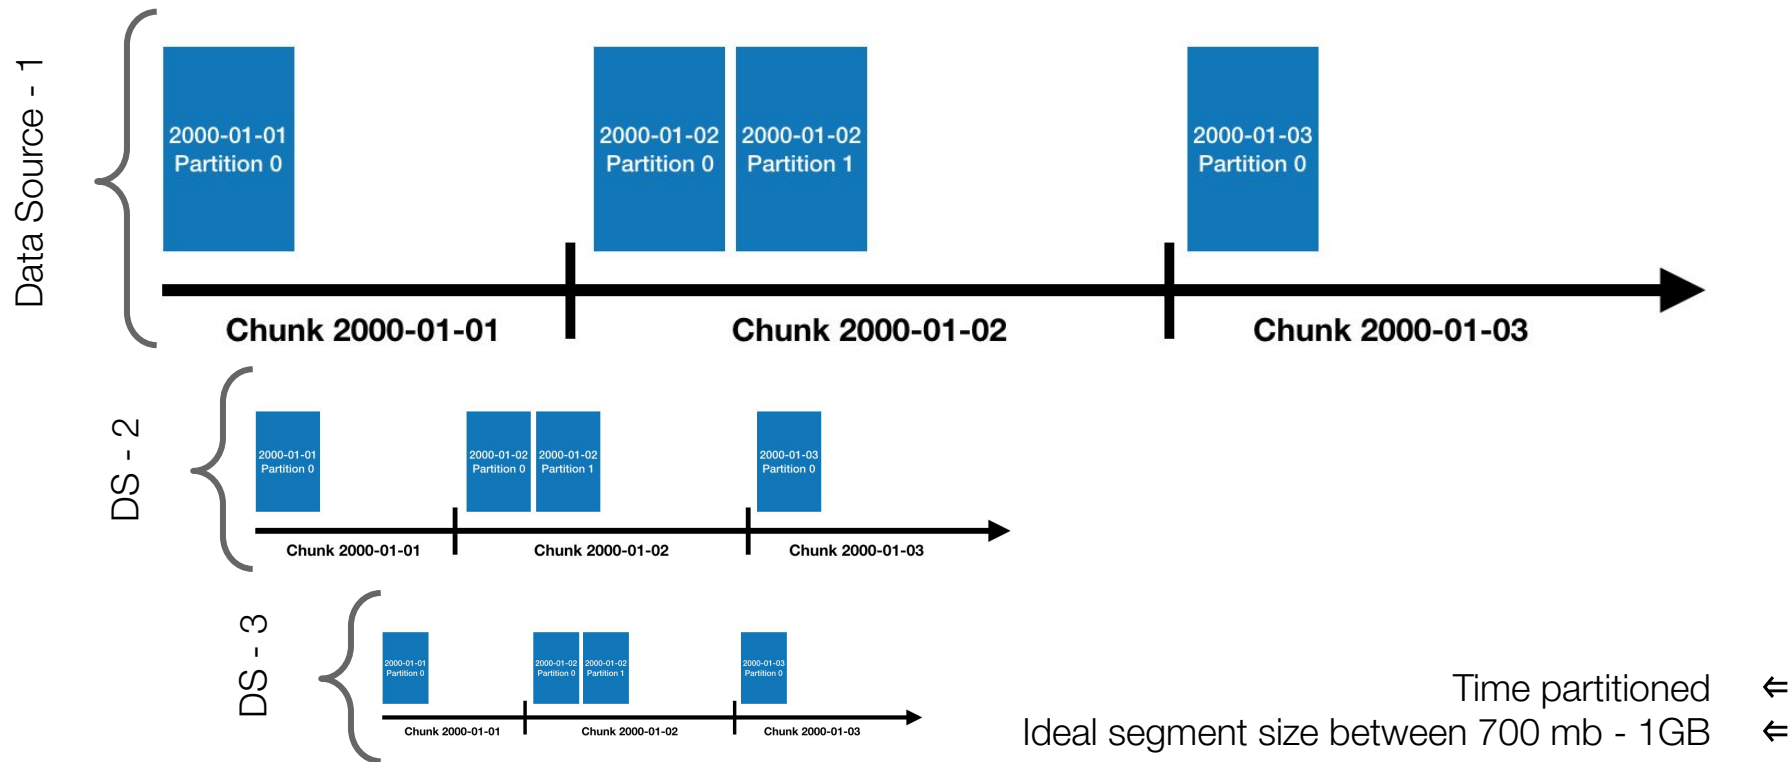 Data Source - 1
2000-01-01
Partition 0
2000-01-02
Partition 0
2000-01-02
Partition 1
2000-01-03
Partition 0
Chunk 2000-01-01
Chunk 2000-01-02
Chunk 2000-01-03
DS - 2
2000-01-01
Partition 0
2000-01-02
Partition 0
2000-01-02
Partition 1
2000-01-03
Partition 0
Chunk 2000-01-01
Chunk 2000-01-02
Chunk 2000-01-03
DS - 3
2000-01-01
Partition 0
2000-01-02
Partition 0
2000-01-02
Partition 1
2000-01-03
Partition 0
Chunk 2000-01-01
Chunk 2000-01-02
Chunk 2000-01-03
Time partitioned ⇐
Ideal segment size between 700 mb - 1GB ⇐